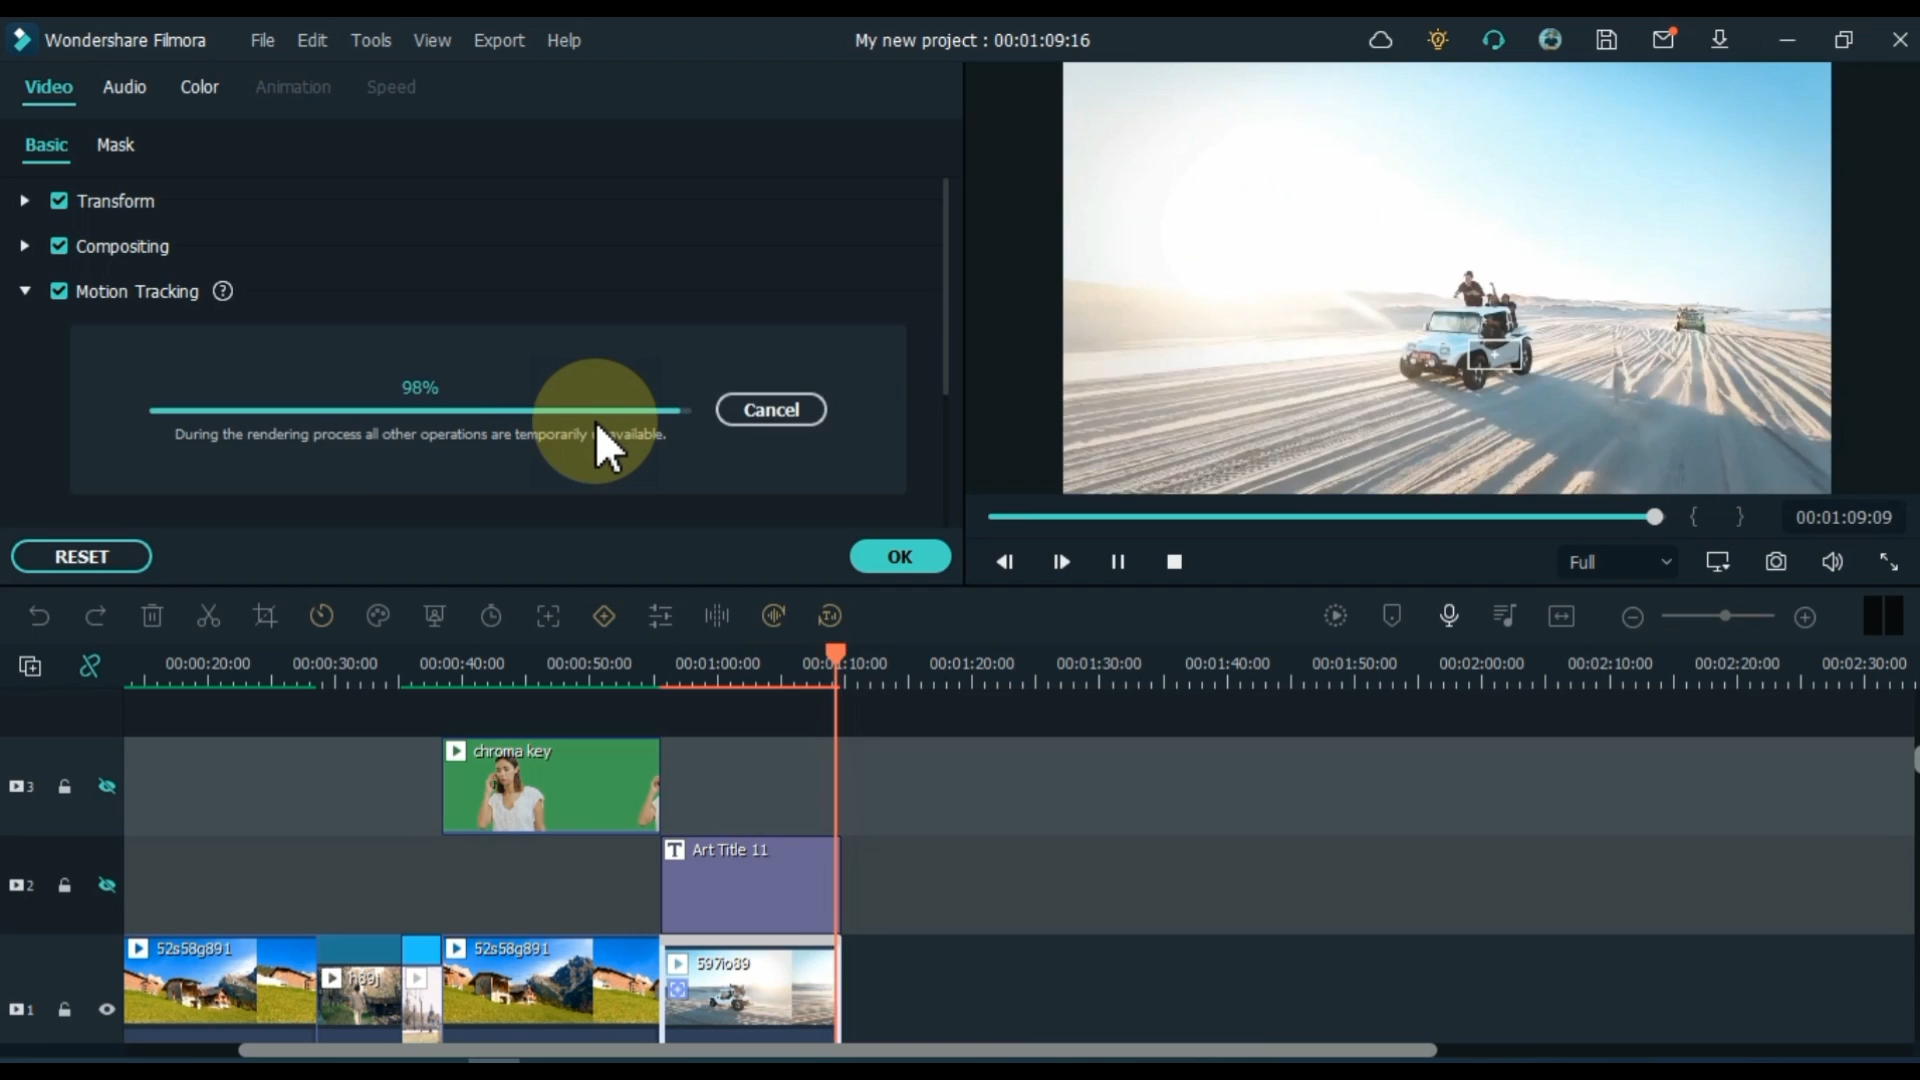 Wondershare Filmora File Edit Tools View Export Help My new project : 00:01:09:16
Video Audio Color Animation Speed
Basic Mask
Transform
Compositing
Motion Tracking ?
98%
Cancel
During the rendering process all other operations are temporarily
RESET OK
{ } 00:01:09:09
Full
00:00:20:00 00:00:30:00 00:00:40:00 00:00:50:00 00:01:00:00 00:01:10:00 00:01:20:00 00:01:30:00 00:01:40:00 00:01:50:00 00:02:00:00 00:02:10:00 00:02:20:00 00:02:30:00
chroma key
3
T Art Title 11
2
52s58g891 52s58g891
597io89
1